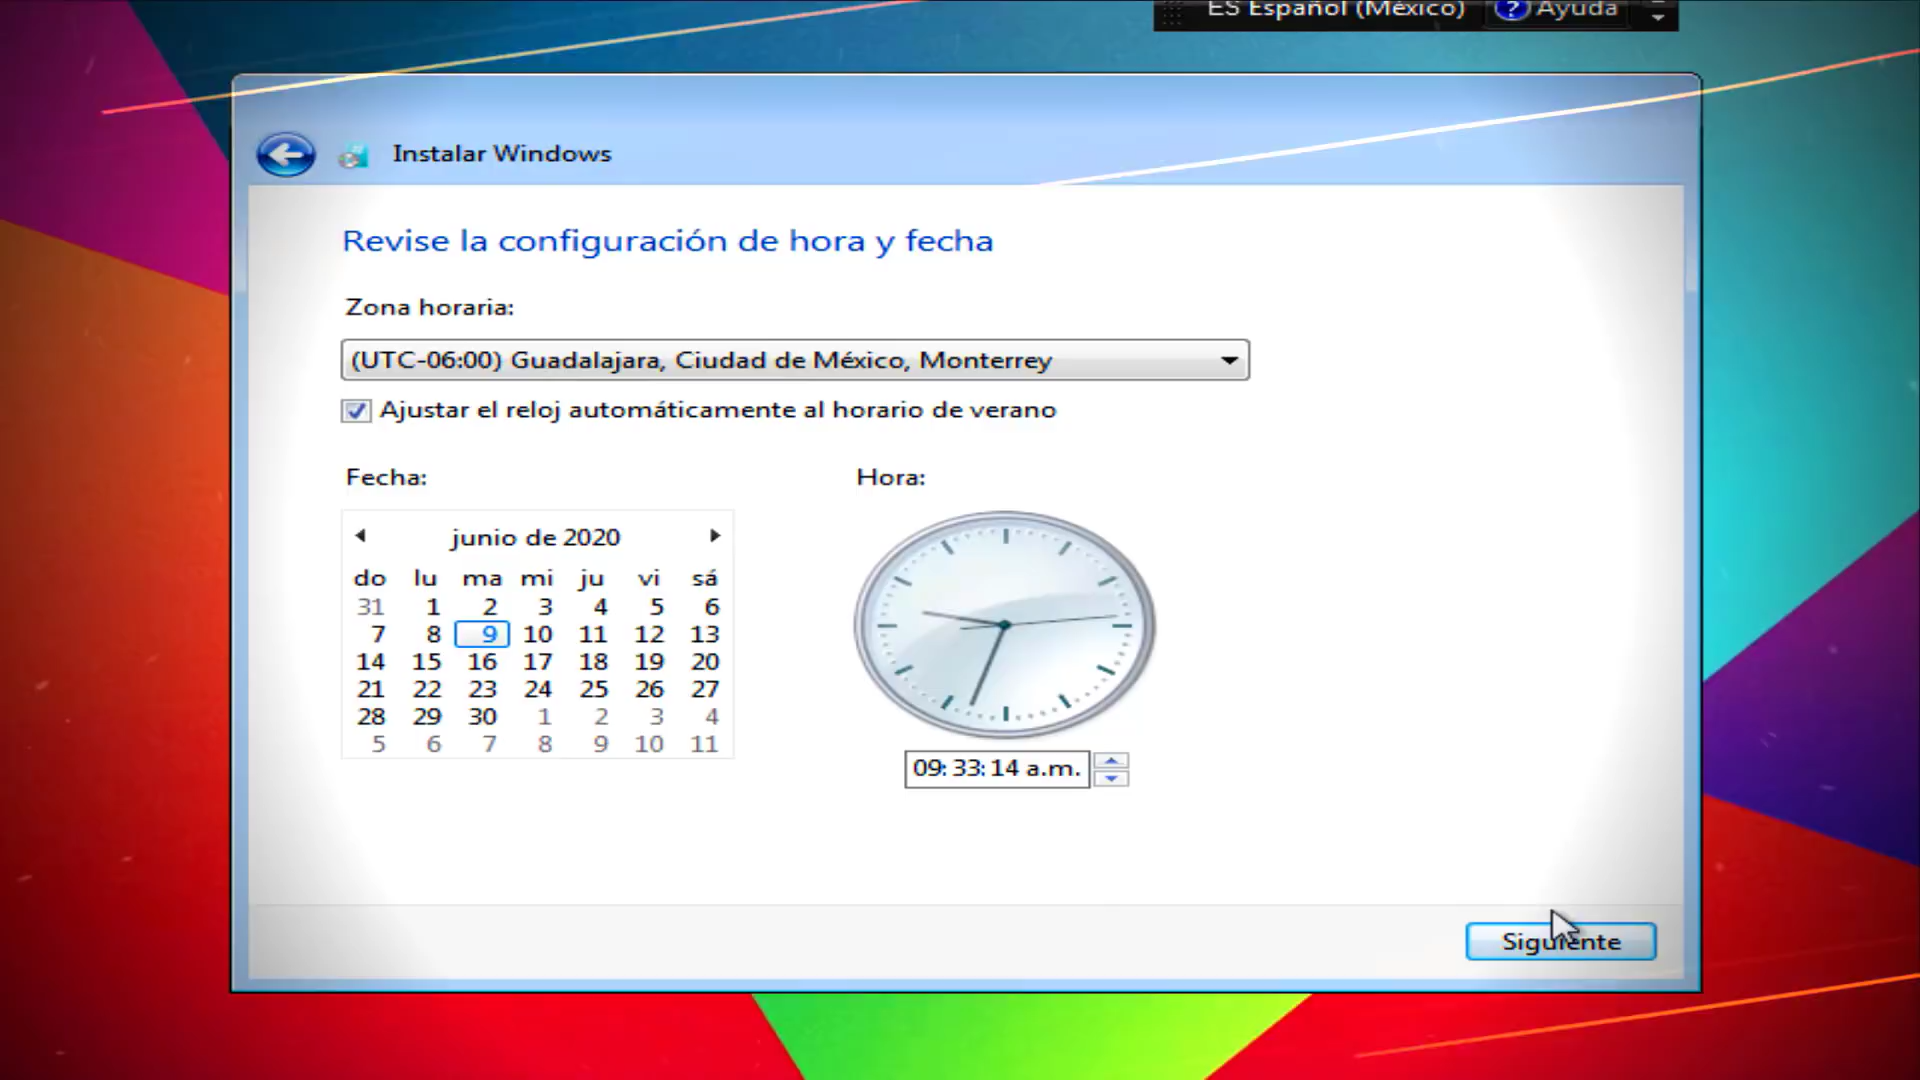 ES Español (México) ? Ayuda
Instalar Windows
Revise la configuración de hora y fecha
Zona horaria:
(UTC-06:00) Guadalajara, Ciudad de México, Monterrey
Ajustar el reloj automáticamente al horario de verano
Fecha:
Hora:
junio de 2020
do lu ma mi ju vi sá
31 1 2 3 4 5 6
7 8 9 10 11 12 13
14 15 16 17 18 19 20
21 22 23 24 25 26 27
28 29 30 1 2 3 4
5 6 7 8 9 10 11
09:33:14 a.m.
Siguiente